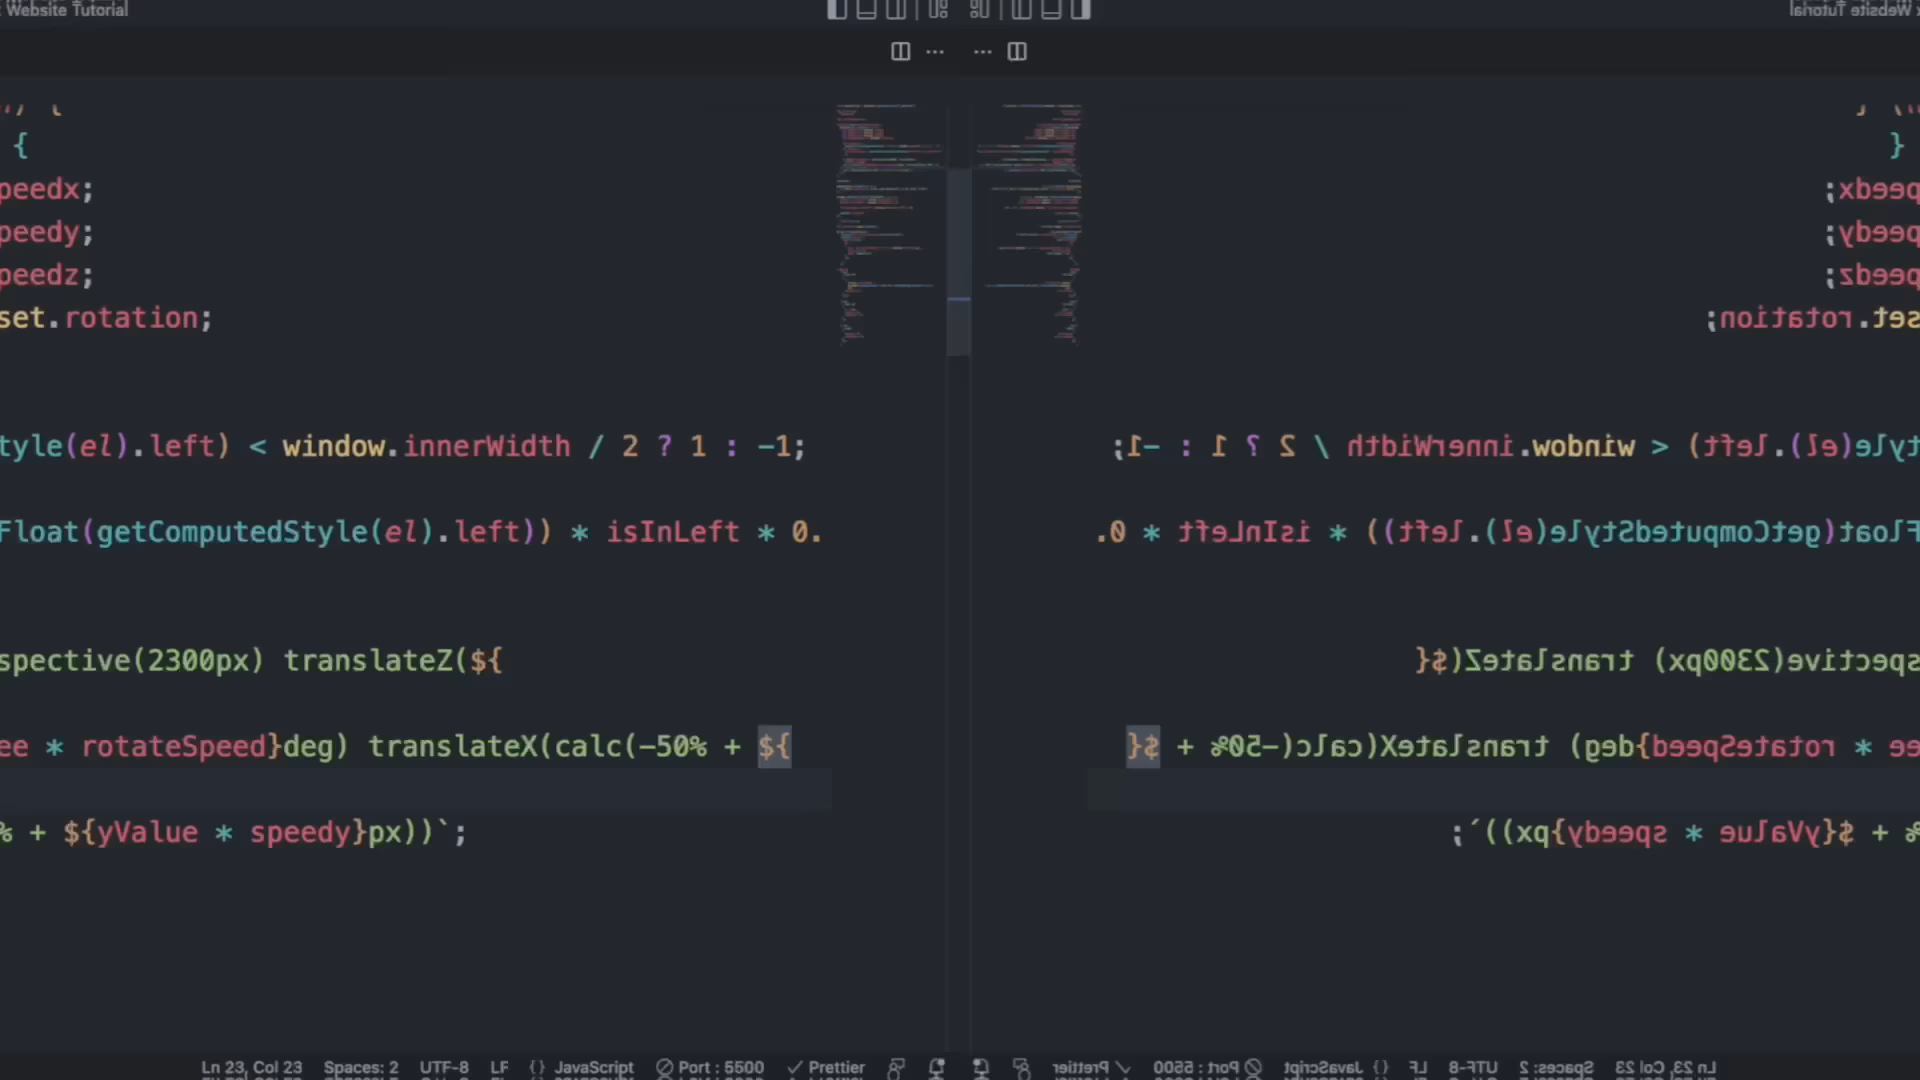 Website Tutorial
{
peedx;
peedy;
peedz;
set.rotation;
tyle(el).left) < window.innerWidth / 2 ? 1 : -1;
Float(getComputedStyle(el).left)) * isInLeft * 0.
spective(2300px) translateZ(${
ee * rotateSpeed}deg) translateX(calc(-50% + ${
% + ${yValue * speedy}px))`;
Ln 23, Col 23 Spaces: 2 UTF-8 LF {} JavaScript Port : 5500 Prettier